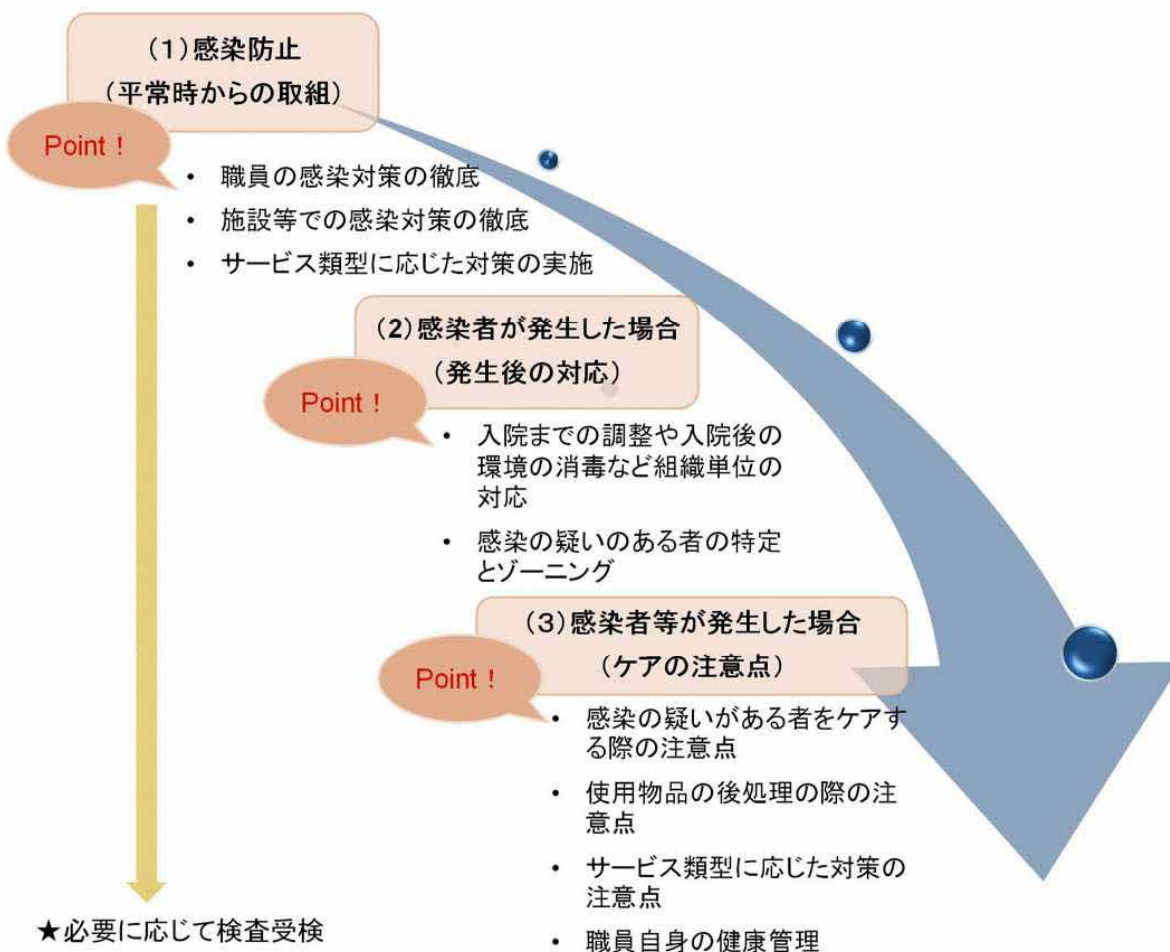 (1)感染防止
(平常時からの取組)
Point！
• 職員の感染対策の徹底
• 施設等での感染対策の徹底
• サービス類型に応じた対策の実施
(2)感染者が発生した場合
(発生後の対応)
Point！
• 入院までの調整や入院後の
環境の消毒など組織単位の
対応
• 感染の疑いのある者の特定
とゾーニング
(3)感染者等が発生した場合
(ケアの注意点)
Point！
• 感染の疑いがある者をケアす
る際の注意点
• 使用物品の後処理の際の注
意点
• サービス類型に応じた対策の
注意点
• 職員自身の健康管理
★必要に応じて検査受検